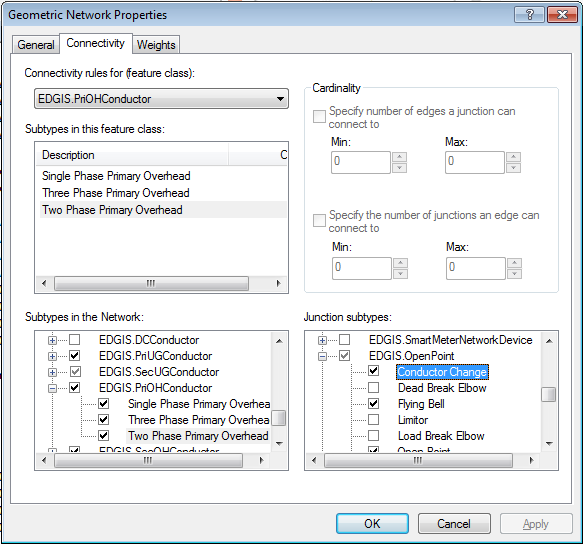 Geometric Network Properties
General Connectivity Weights
Connectivity rules for (feature class):
EDGIS.PriOHConductor
Subtypes in this feature class:
Description C
Single Phase Primary Overhead
Three Phase Primary Overhead
Two Phase Primary Overhead
Cardinality
Specify number of edges a junction can
connect to
Min: Max:
0 0
Specify the number of junctions an edge can
connect to
Min: Max:
0 0
Subtypes in the Network:
EDGIS.DCConductor
EDGIS.PriUGConductor
EDGIS.SecUGConductor
EDGIS.PriOHConductor
Single Phase Primary Overhea
Three Phase Primary Overhea
Two Phase Primary Overhead
EDGIS.SecOHConductor
Junction subtypes:
EDGIS.SmartMeterNetworkDevice
EDGIS.OpenPoint
Conductor Change
Dead Break Elbow
Flying Bell
Limitor
Load Break Elbow
Open Point
OK Cancel Apply